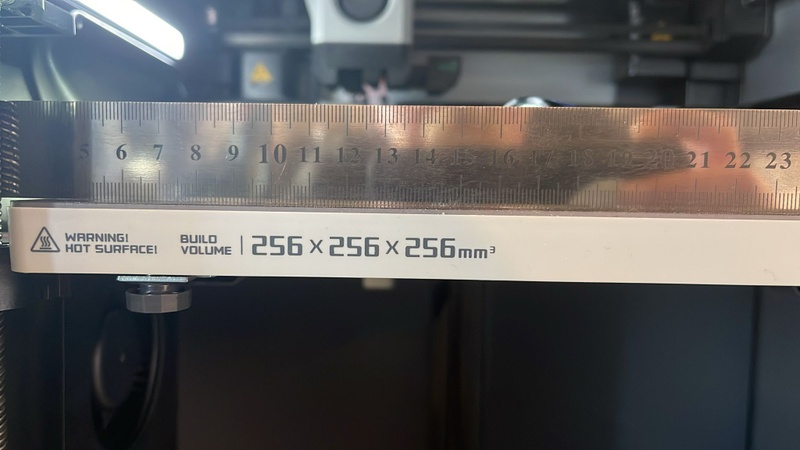 5 6 7 8 9 10 11 12 13 14 15 16 17 18 19 20 21 22 23
WARNING!
HOT SURFACE!
BUILD
VOLUME
256 x 256 x 256mm³